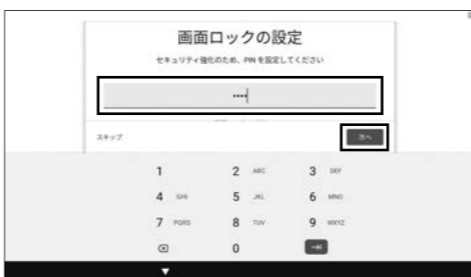 画面ロックの設定
セキュリティ強化のため、PINを設定してください
••••
スキップ 次へ
1 2 ABC 3 DEF
4 GHI 5 JKL 6 MNO
7 PQRS 8 TUV 9 WXYZ
0